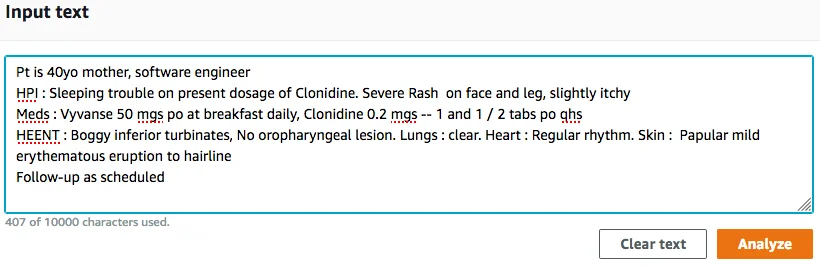 Input text
Pt is 40yo mother, software engineer
HPI : Sleeping trouble on present dosage of Clonidine. Severe Rash  on face and leg, slightly itchy
Meds : Vyvanse 50 mgs po at breakfast daily, Clonidine 0.2 mgs -- 1 and 1 / 2 tabs po qhs
HEENT : Boggy inferior turbinates, No oropharyngeal lesion. Lungs : clear. Heart : Regular rhythm. Skin :  Papular mild
erythematous eruption to hairline
Follow-up as scheduled
407 of 10000 characters used.
Clear text
Analyze